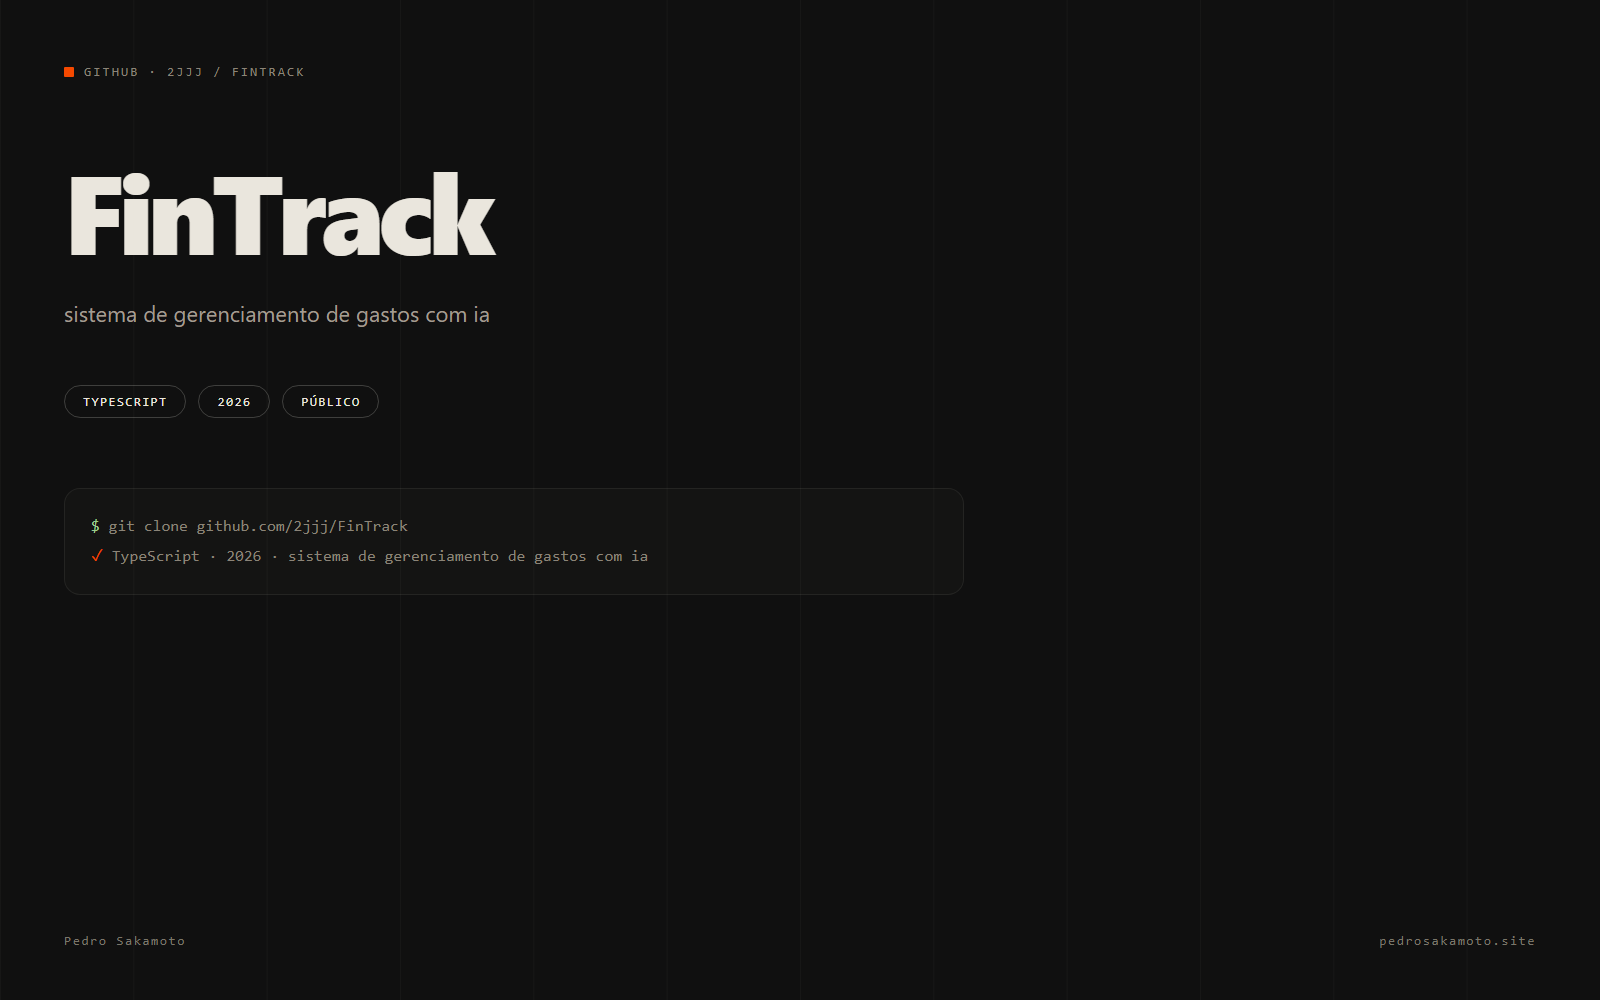 GITHUB · 2JJJ / FINTRACK
FinTrack
sistema de gerenciamento de gastos com ia
TYPESCRIPT 2026 PÚBLICO
$ git clone github.com/2jjj/FinTrack
✓ TypeScript · 2026 · sistema de gerenciamento de gastos com ia
Pedro Sakamoto pedrosakamoto.site